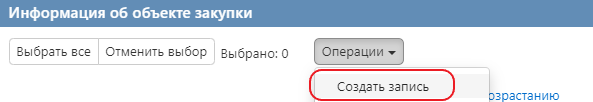 Информация об объекте закупки
Выбрать все Отменить выбор Выбрано: 0 Операции
Создать запись
озрастанию